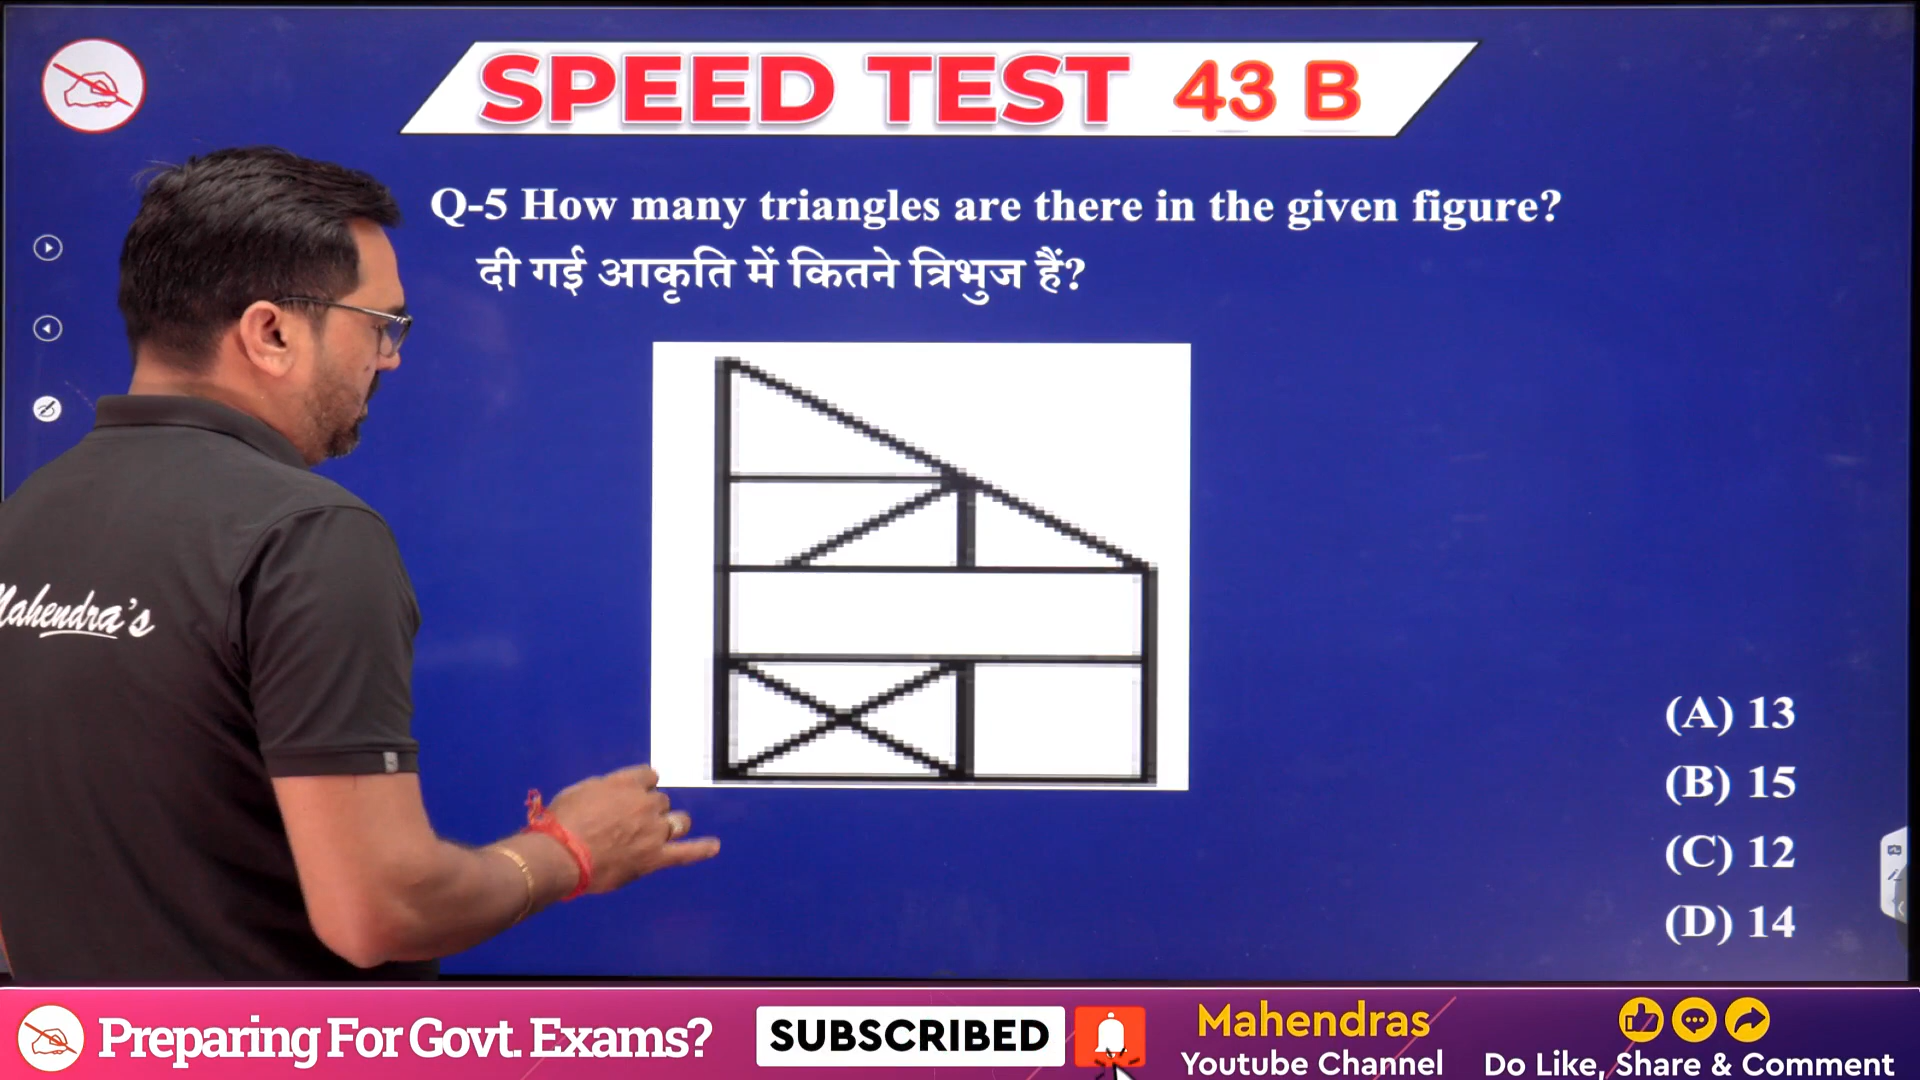 SPEED TEST 43 B
Q-5 How many triangles are there in the given figure?
दी गई आकृति में कितने त्रिभुज हैं?
(A) 13
(B) 15
(C) 12
(D) 14
Mahendra's
Preparing For Govt. Exams?
SUBSCRIBED
Mahendras
Youtube Channel
Do Like, Share & Comment